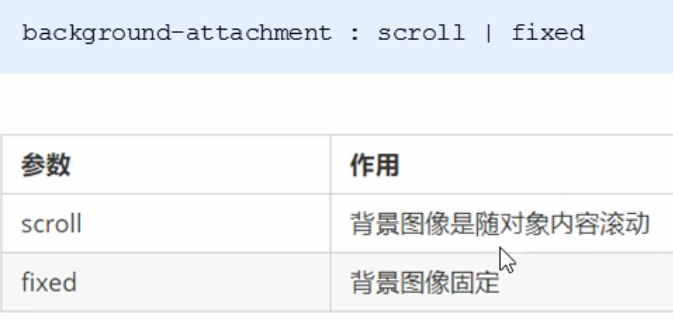 background-attachment : scroll | fixed
参数 作用
scroll 背景图像是随对象内容滚动
fixed 背景图像固定